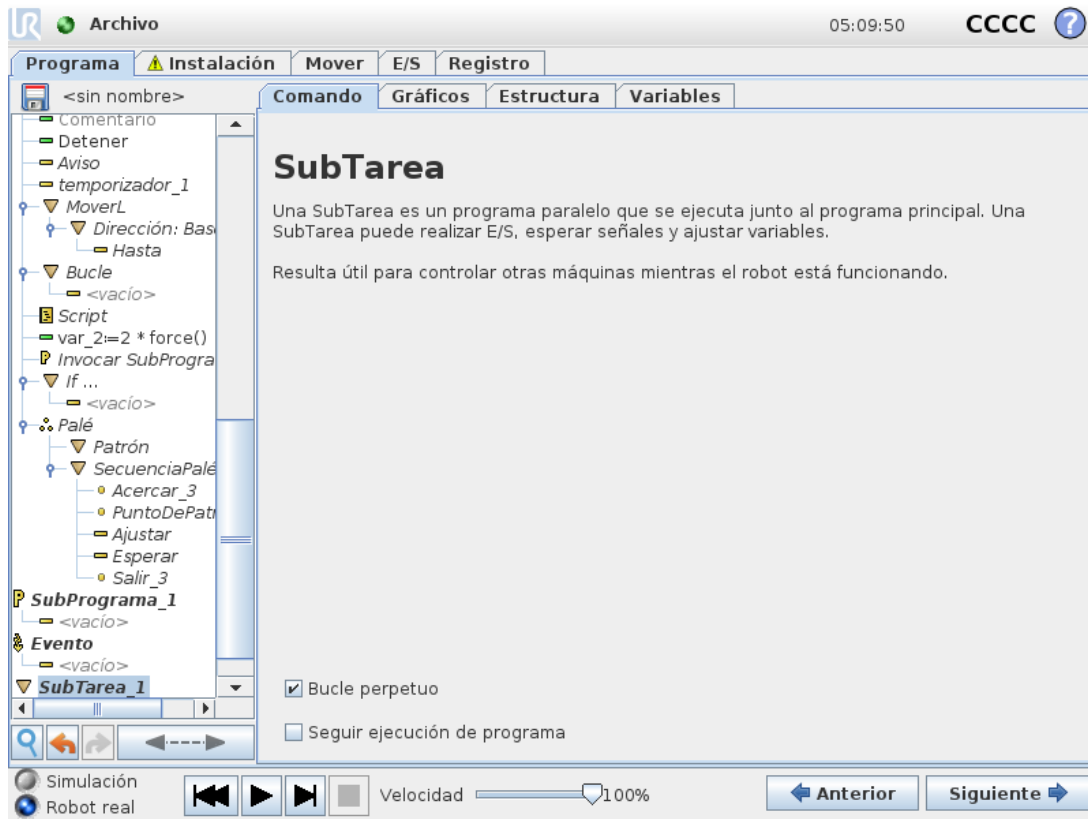 UR Archivo 05:09:50 CCCC ?
Programa Instalación Mover E/S Registro
<sin nombre> Comando Gráficos Estructura Variables
Comentario
Detener
Aviso
temporizador_1
MoverL
Dirección: Bas
Hasta
Bucle
<vacío>
Script
var_2:=2 * force()
Invocar SubProgra
If ...
<vacío>
Palé
Patrón
SecuenciaPalé
Acercar_3
PuntoDePatr
Ajustar
Esperar
Salir_3
SubPrograma_1
<vacío>
Evento
<vacío>
SubTarea_1
SubTarea
Una SubTarea es un programa paralelo que se ejecuta junto al programa principal. Una
SubTarea puede realizar E/S, esperar señales y ajustar variables.
Resulta útil para controlar otras máquinas mientras el robot está funcionando.
Bucle perpetuo
Seguir ejecución de programa
Simulación
Robot real
Velocidad 100%
Anterior Siguiente